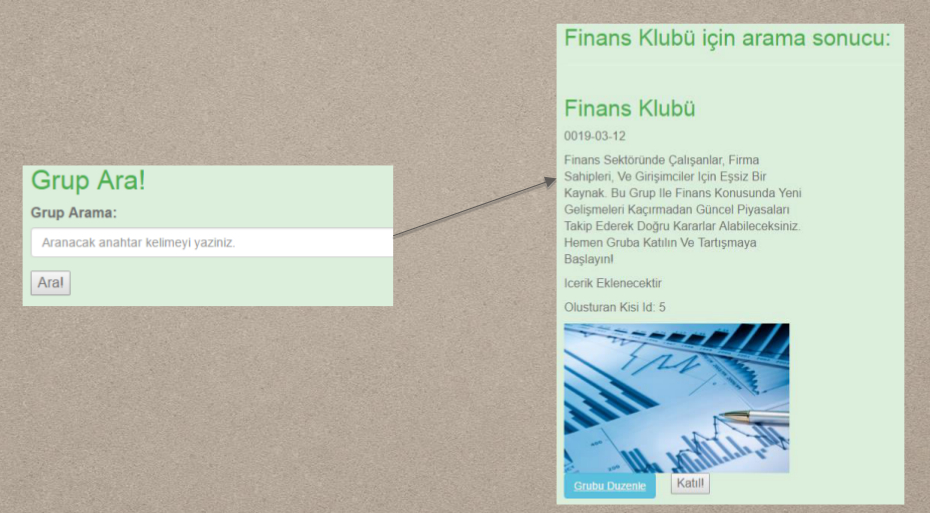 Grup Ara!
Grup Arama:
Aranacak anahtar kelimeyi yaziniz.
Ara!
Finans Klubü için arama sonucu:
Finans Klubü
0019-03-12
Finans Sektöründe Çalışanlar, Firma
Sahipleri, Ve Girişimciler Için Eşsiz Bir
Kaynak. Bu Grup Ile Finans Konusunda Yeni
Gelişmeleri Kaçırmadan Güncel Piyasaları
Takip Ederek Doğru Kararlar Alabileceksiniz.
Hemen Gruba Katılın Ve Tartışmaya
Başlayın!
Icerik Eklenecektir
Olusturan Kisi Id: 5
Grubu Duzenle
Katıl!